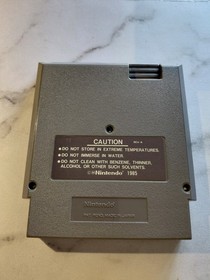 CAUTION
● DO NOT STORE IN EXTREME TEMPERATURES.
● DO NOT IMMERSE IN WATER.
● DO NOT CLEAN WITH BENZENE, THINNER,
ALCOHOL OR OTHER SUCH SOLVENTS.
©Nintendo 1985
Nintendo